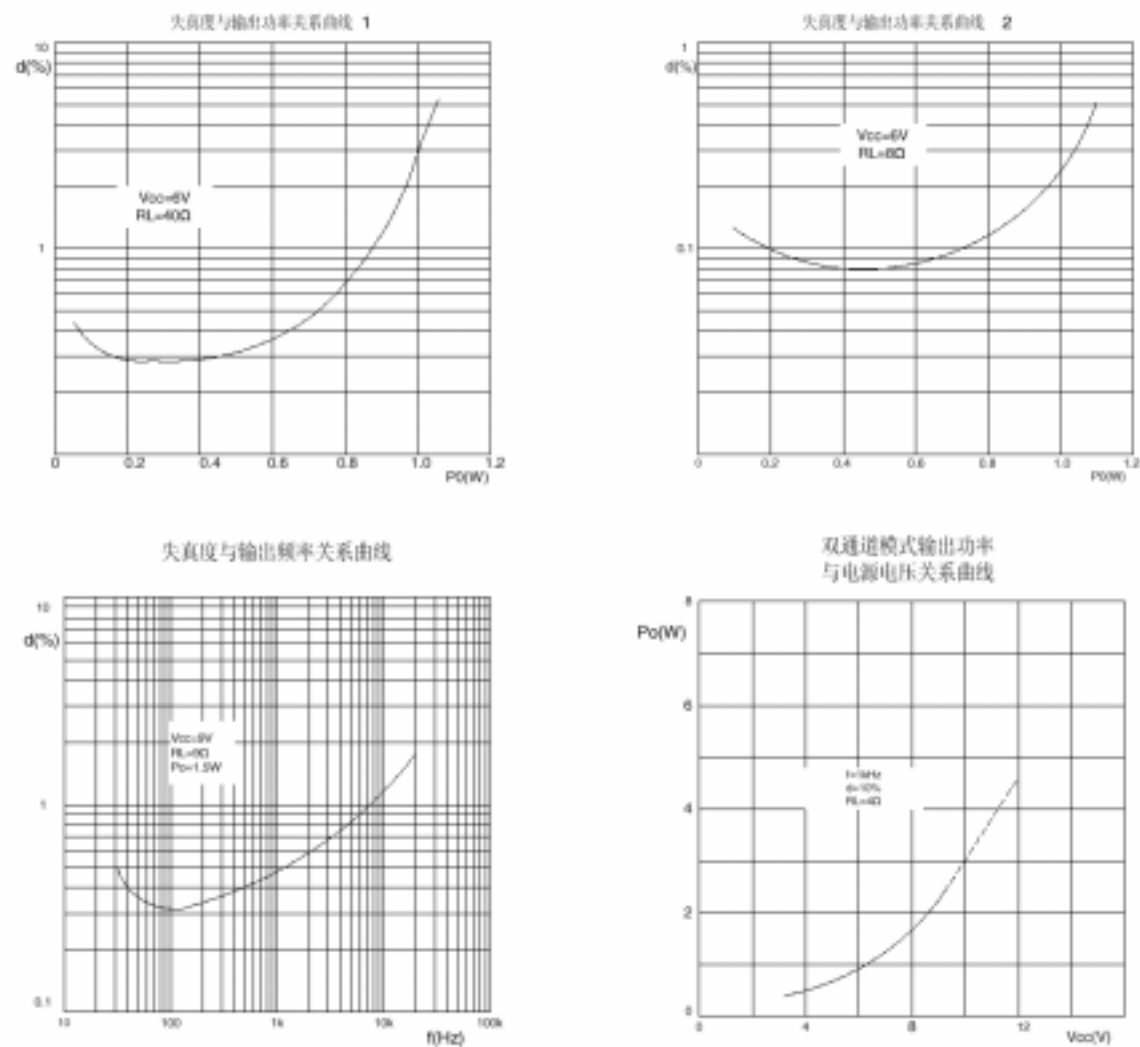 失真度与输出功率关系曲线 1
10
d(%)
Vcc=6V
RL=40Ω
1
0 0.2 0.4 0.6 0.8 1.0 1.2
P0(W)
失真度与输出功率关系曲线 2
1
d(%)
Vcc=6V
RL=8Ω
0.1
0 0.2 0.4 0.6 0.8 1.0 1.2
P0(W)
失真度与输出频率关系曲线
10
d(%)
Po=1.5W
1
0.1
10 100 1k 10k 100k
f(Hz)
双通道模式输出功率
与电源电压关系曲线
8
Po(W)
6
f=1kHz
d=10%
RL=4Ω
4
2
0
0 4 8 12
Vcc(V)